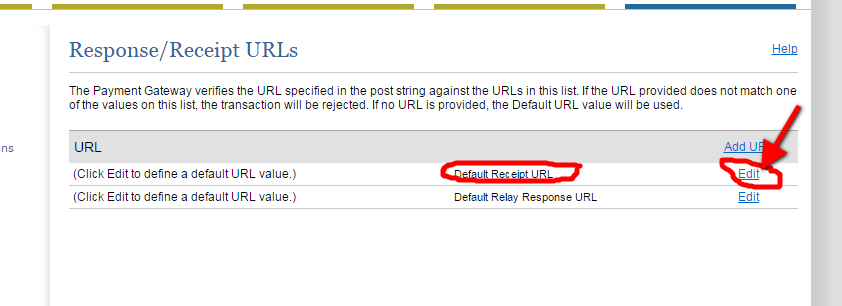 Response/Receipt URLs
Help
The Payment Gateway verifies the URL specified in the post string against the URLs in this list. If the URL provided does not match one
of the values on this list, the transaction will be rejected. If no URL is provided, the Default URL value will be used.
ns
URL Add
(Click Edit to define a default URL value.) Default Receipt URL Edit
(Click Edit to define a default URL value.) Default Relay Response URL Edit